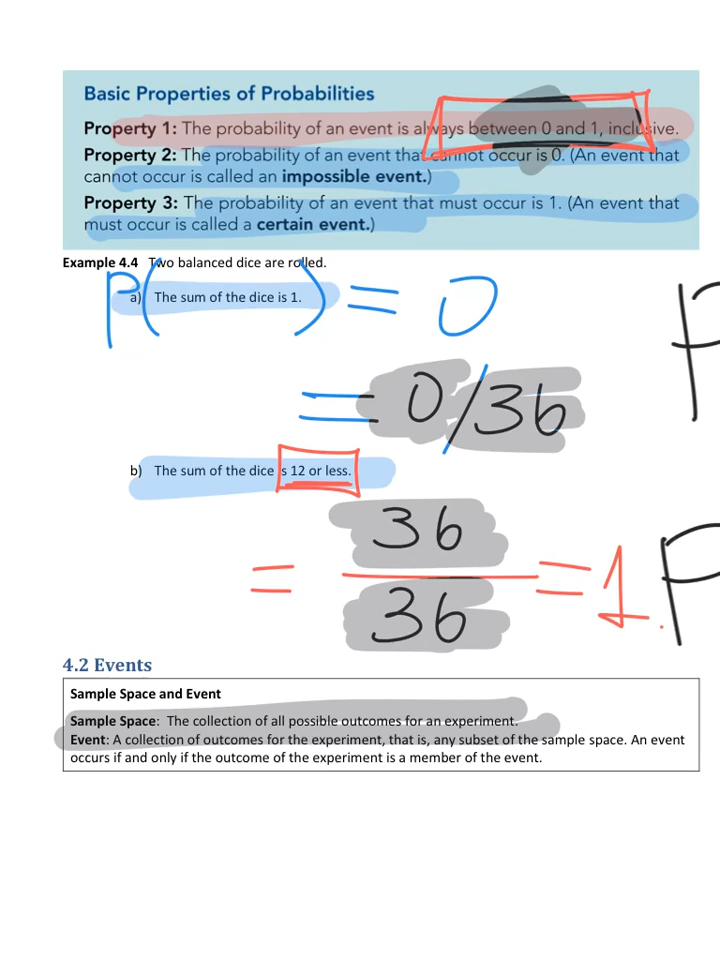 Basic Properties of Probabilities
Property 1: The probability of an event is always between 0 and 1, inclusive.
Property 2: The probability of an event that cannot occur is 0. (An event that
cannot occur is called an impossible event.)
Property 3: The probability of an event that must occur is 1. (An event that
must occur is called a certain event.)
Example 4.4 Two balanced dice are rolled.
P( a) The sum of the dice is 1. ) = 0
= 0/36
b) The sum of the dice is 12 or less.
= 36/36 = 1.
P
P
4.2 Events
Sample Space and Event
Sample Space: The collection of all possible outcomes for an experiment.
Event: A collection of outcomes for the experiment, that is, any subset of the sample space. An event
occurs if and only if the outcome of the experiment is a member of the event.